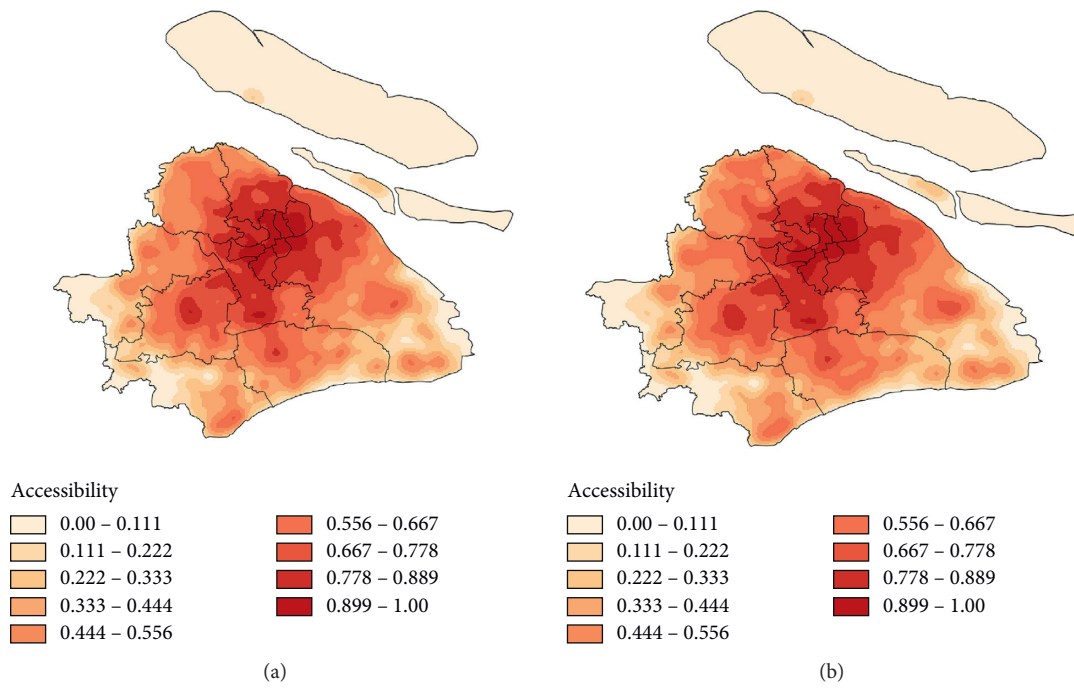 Accessibility
0.00 – 0.111
0.111 – 0.222
0.222 – 0.333
0.333 – 0.444
0.444 – 0.556
0.556 – 0.667
0.667 – 0.778
0.778 – 0.889
0.899 – 1.00
(a)
Accessibility
0.00 – 0.111
0.111 – 0.222
0.222 – 0.333
0.333 – 0.444
0.444 – 0.556
0.556 – 0.667
0.667 – 0.778
0.778 – 0.889
0.899 – 1.00
(b)